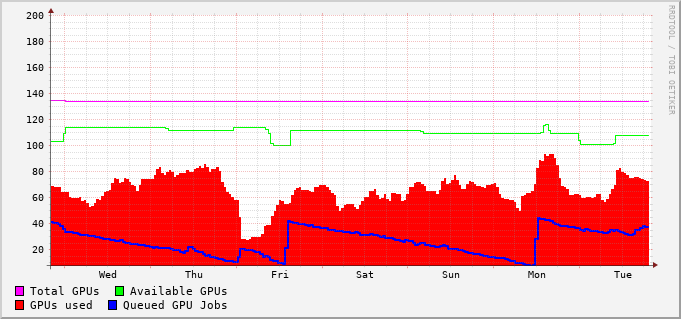 200
180
160
140
120
100
80
60
40
20
Wed Thu Fri Sat Sun Mon Tue
Total GPUs Available GPUs
GPUs used Queued GPU Jobs
RRDTOOL / TOBI OETIKER